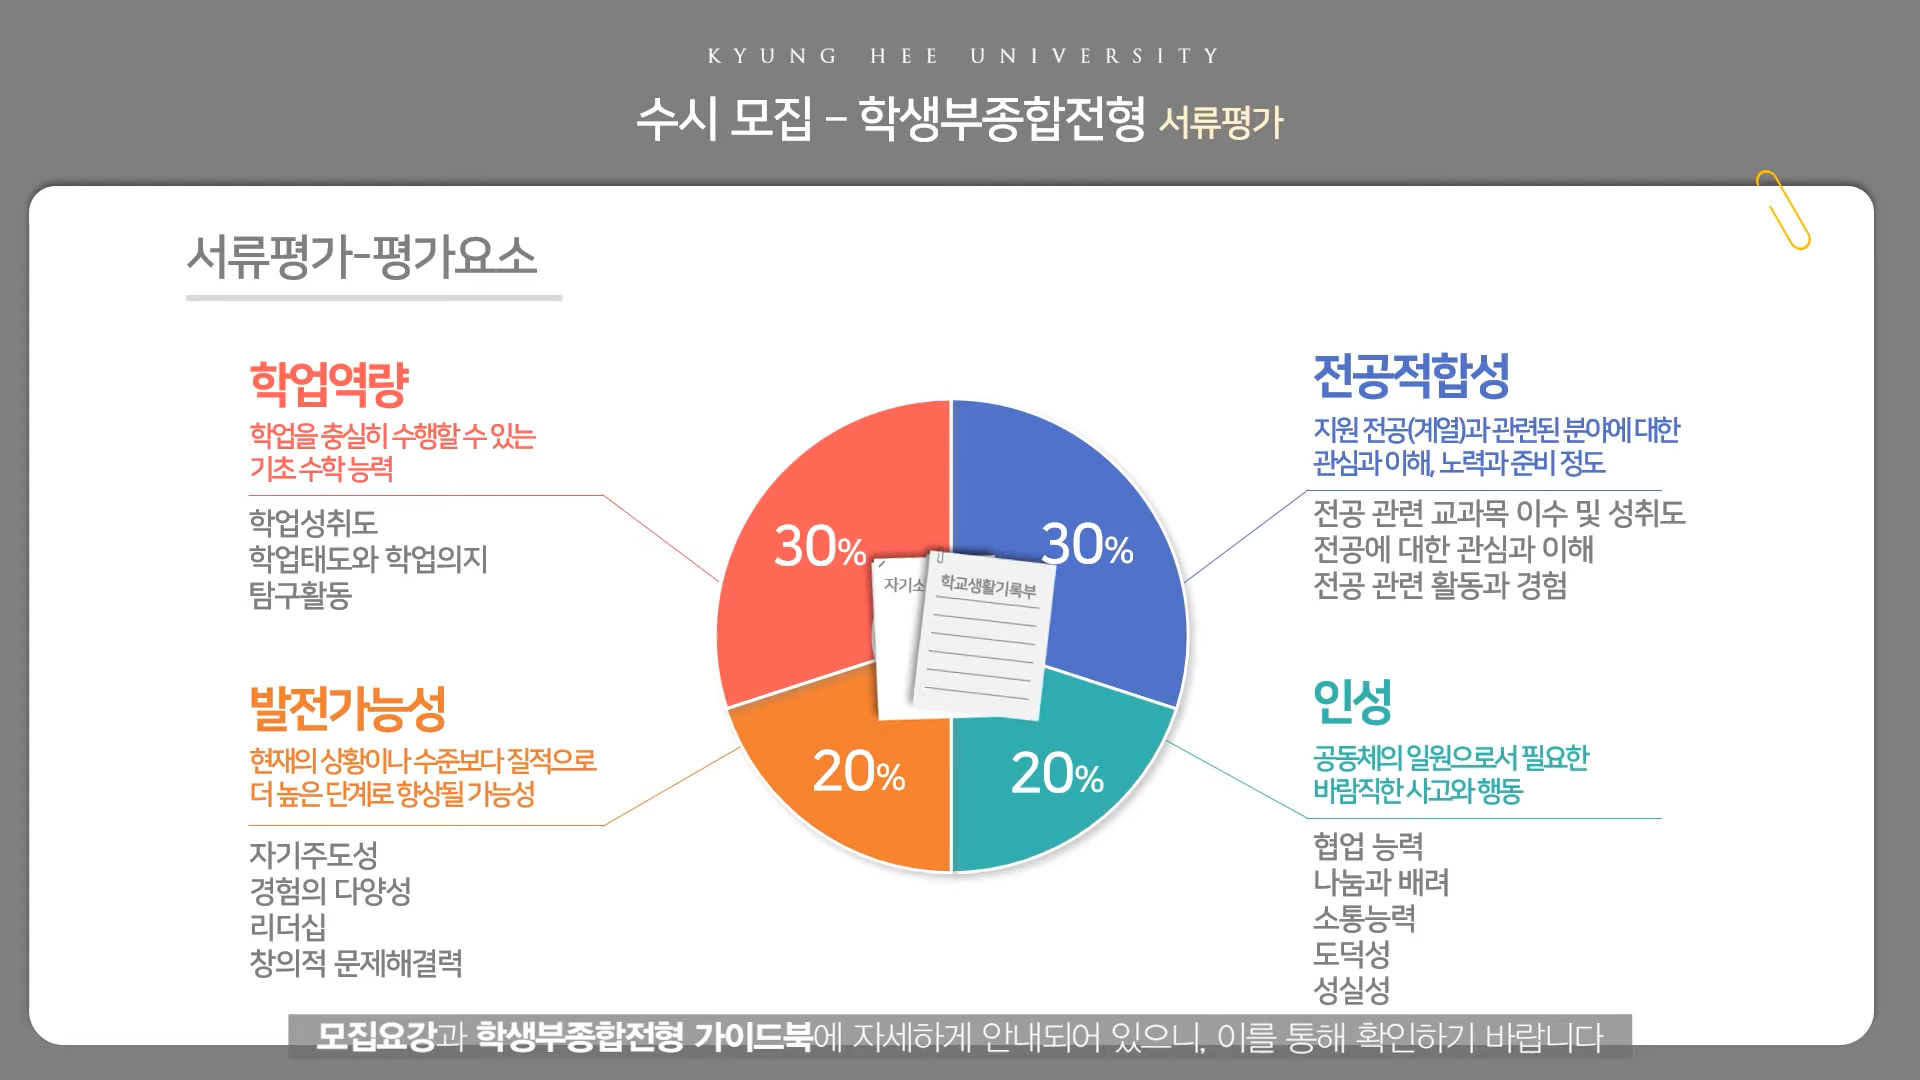 KYUNG HEE UNIVERSITY
수시 모집 – 학생부종합전형 서류평가
서류평가-평가요소
학업역량
학업을 충실히 수행할 수 있는
기초 수학 능력
학업성취도
학업태도와 학업의지
탐구활동
발전가능성
현재의 상황이나 수준보다 질적으로
더 높은 단계로 향상될 가능성
자기주도성
경험의 다양성
리더십
창의적 문제해결력
30%
30%
20%
20%
자기소
학교생활기록부
전공적합성
지원 전공(계열)과 관련된 분야에 대한
관심과 이해, 노력과 준비 정도
전공 관련 교과목 이수 및 성취도
전공에 대한 관심과 이해
전공 관련 활동과 경험
인성
공동체의 일원으로서 필요한
바람직한 사고와 행동
협업 능력
나눔과 배려
소통능력
도덕성
성실성
모집요강과 학생부종합전형 가이드북에 자세하게 안내되어 있으니, 이를 통해 확인하기 바랍니다